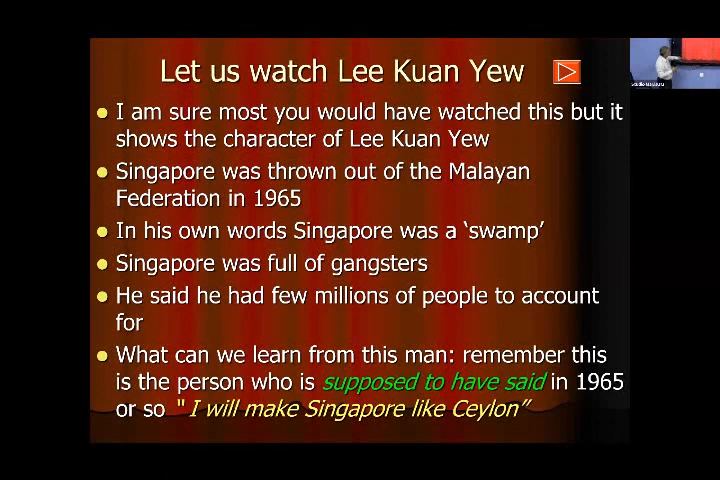 Let us watch Lee Kuan Yew
I am sure most you would have watched this but it
shows the character of Lee Kuan Yew
Singapore was thrown out of the Malayan
Federation in 1965
In his own words Singapore was a ‘swamp’
Singapore was full of gangsters
He said he had few millions of people to account
for
What can we learn from this man: remember this
is the person who is supposed to have said in 1965
or so “ I will make Singapore like Ceylon”